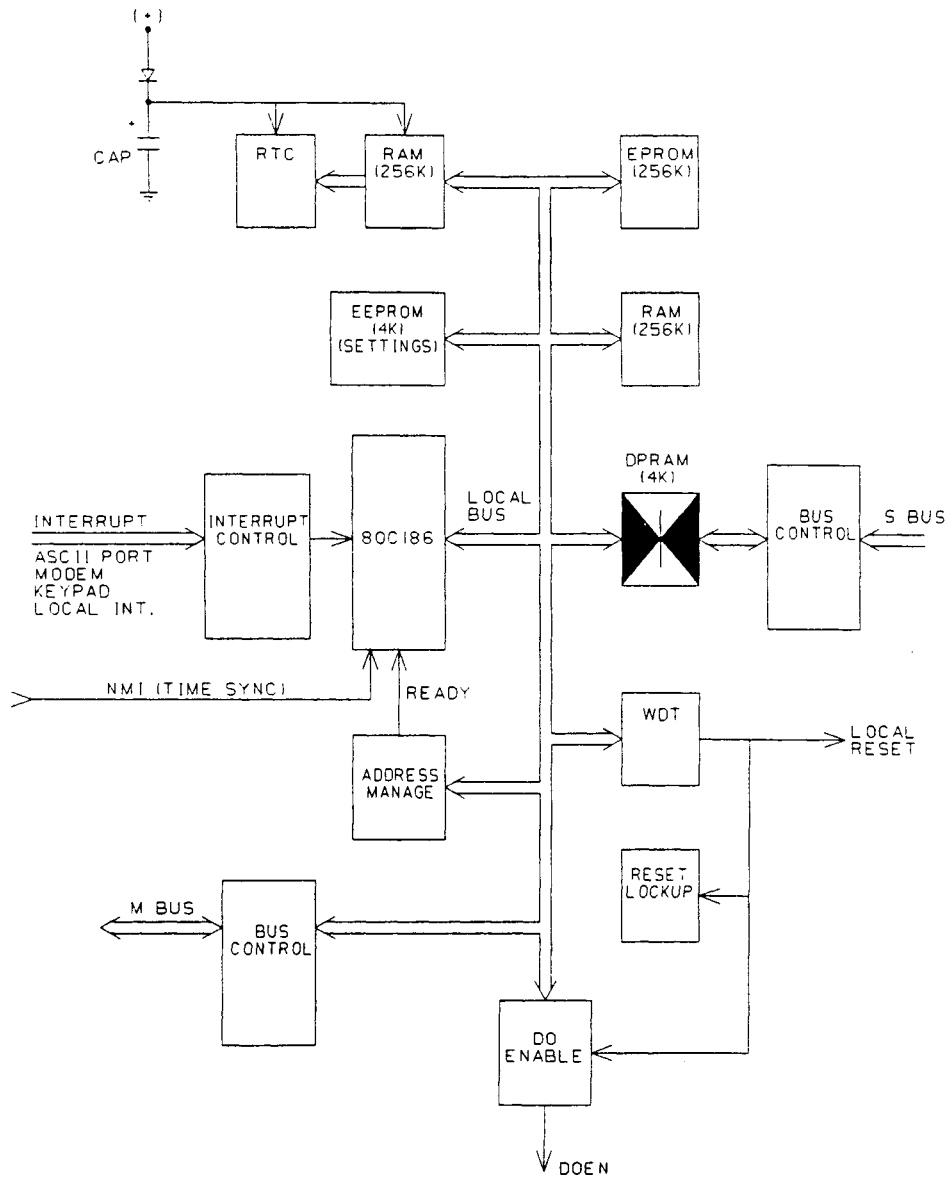 (+)
+
CAP
RTC
RAM
(256K)
EPROM
(256K)
EEPROM
(4K)
(SETTINGS)
RAM
(256K)
INTERRUPT
ASCII PORT
MODEM
KEYPAD
LOCAL INT.
INTERRUPT
CONTROL
80C186
LOCAL
BUS
DPRAM
(4K)
BUS
CONTROL
S BUS
NMI (TIME SYNC)
READY
WDT
LOCAL
RESET
ADDRESS
MANAGE
RESET
LOCKUP
M BUS
BUS
CONTROL
DO
ENABLE
DOEN